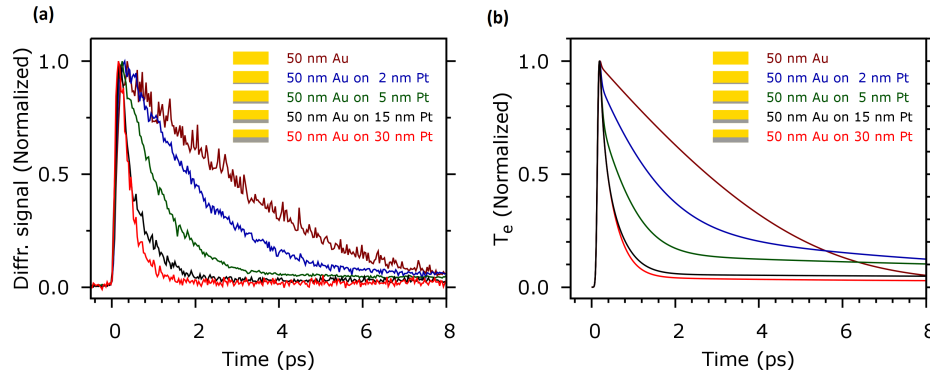 (a)
Diffr. signal (Normalized)
1.0
0.5
0.0
50 nm Au
50 nm Au on 2 nm Pt
50 nm Au on 5 nm Pt
50 nm Au on 15 nm Pt
50 nm Au on 30 nm Pt
0 2 4 6 8
Time (ps)
(b)
Te (Normalized)
1.0
0.5
0.0
50 nm Au
50 nm Au on 2 nm Pt
50 nm Au on 5 nm Pt
50 nm Au on 15 nm Pt
50 nm Au on 30 nm Pt
0 2 4 6 8
Time (ps)